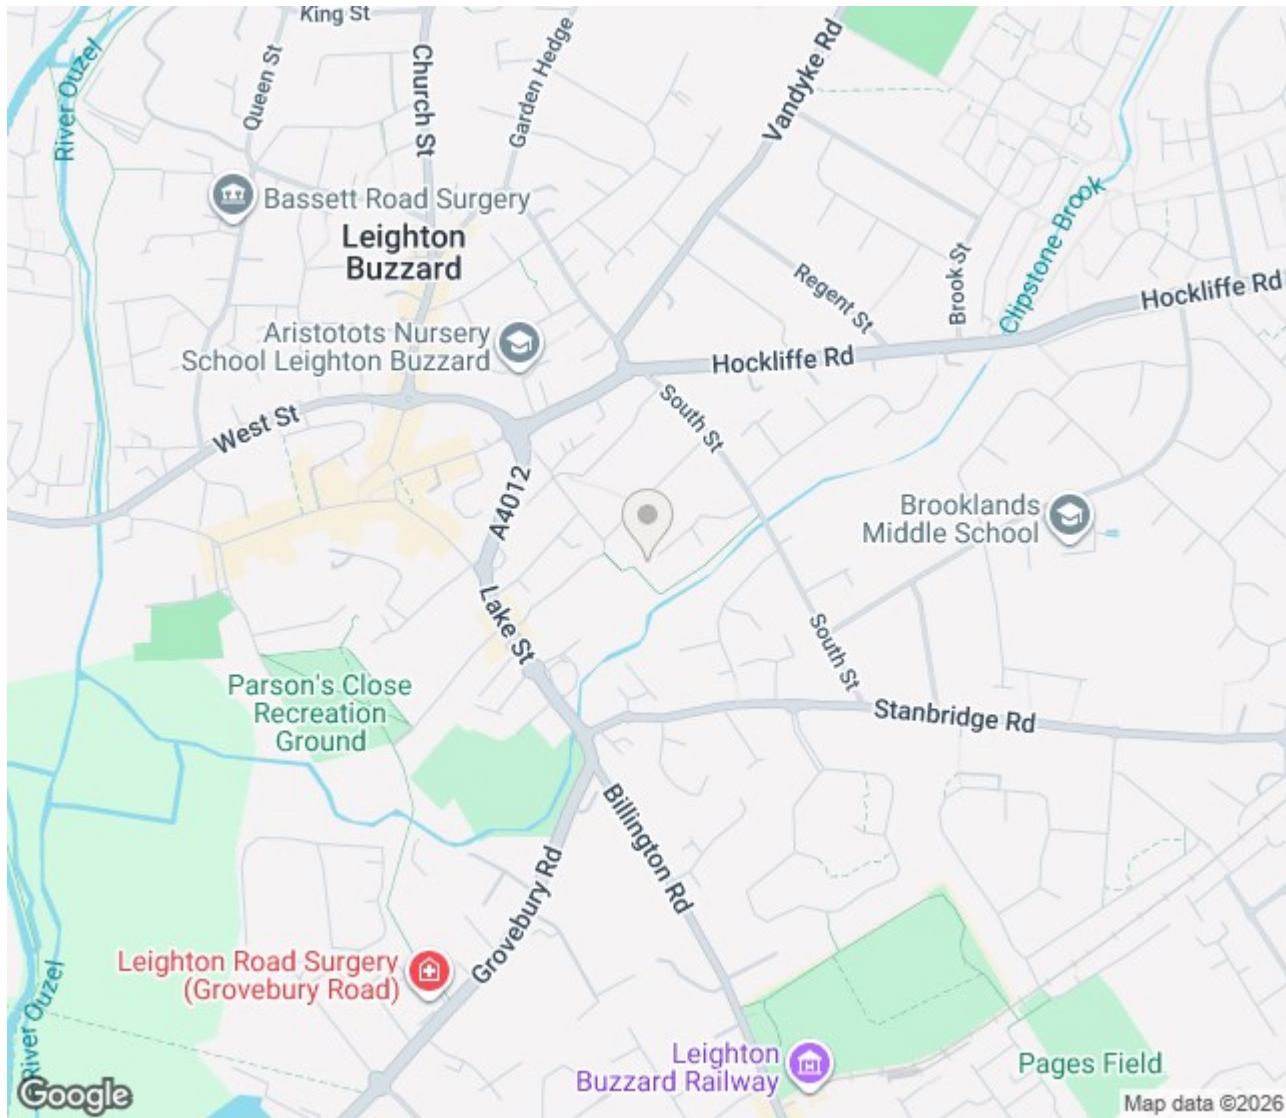 King St
River Ouzel
Queen St
Church St
Garden Hedge
Vandyke Rd
Bassett Road Surgery
Leighton
Buzzard
Clipstone Brook
Brook St
Regent St
Hockliffe Rd
Aristotots Nursery
School Leighton Buzzard
Hockliffe Rd
West St
South St
A4012
Brooklands
Middle School
Lake St
South St
Parson's Close
Recreation
Ground
Stanbridge Rd
Billington Rd
Grovebury Rd
Leighton Road Surgery
(Grovebury Road)
River Ouzel
Leighton
Buzzard Railway
Pages Field
Google
Map data ©2026